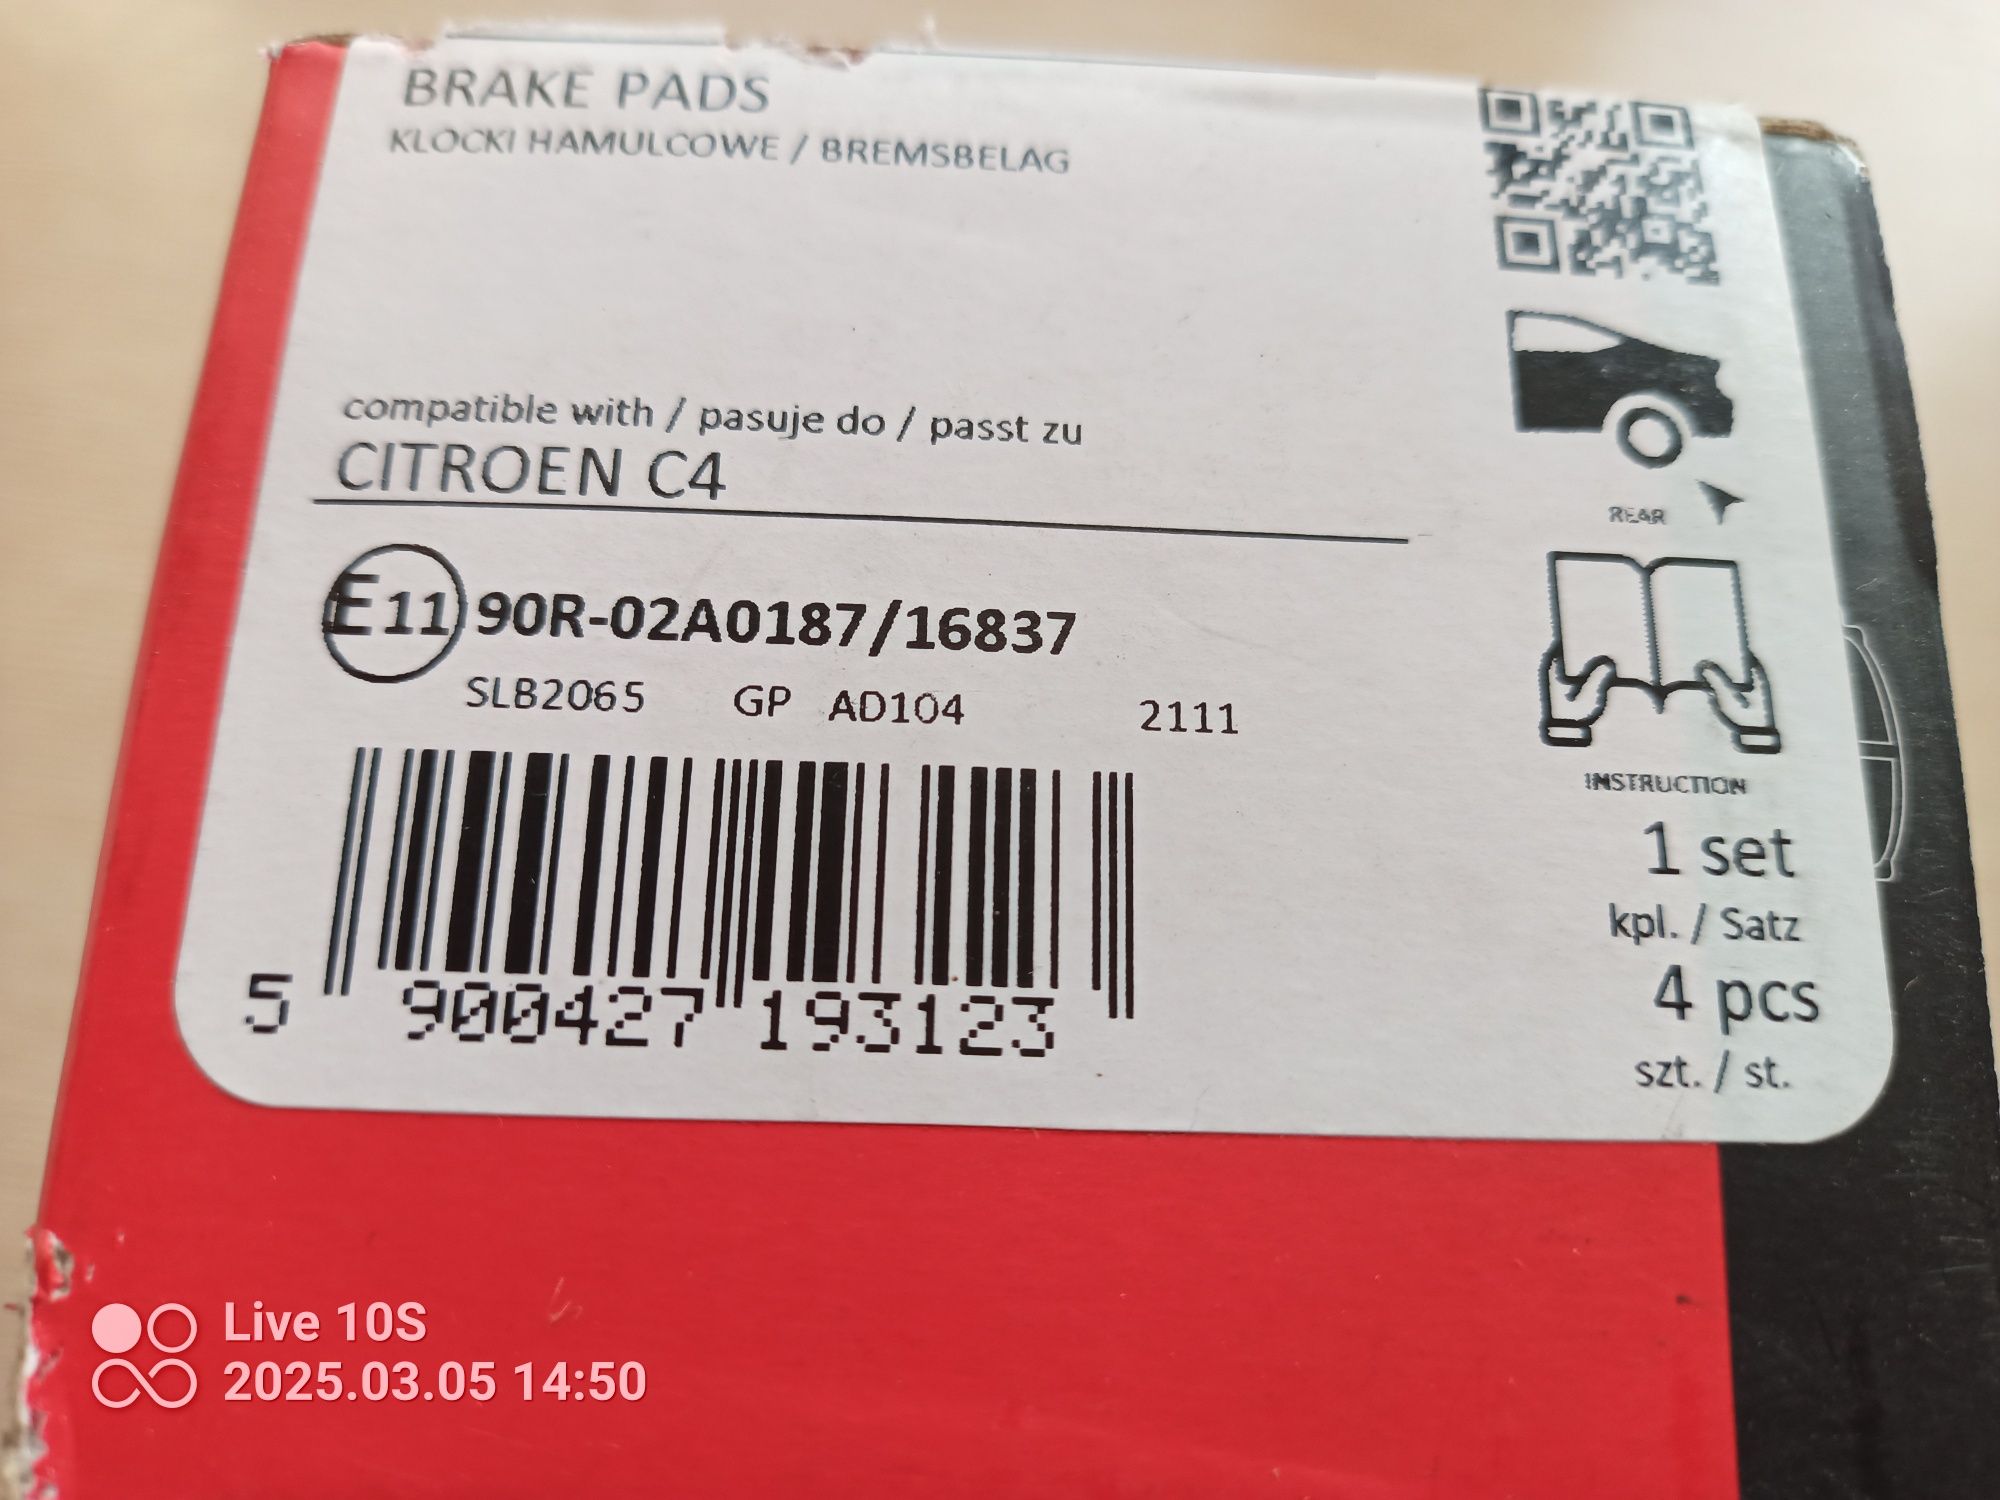 BRAKE PADS
KLOCKI HAMULCOWE / BREMSBELAG
compatible with / pasuje do / passt zu
CITROEN C4
E11 90R-02A0187/16837
SLB2065 GP AD104 2111
5 900427 193123
REAR
INSTRUCTION
1 set
kpl. / Satz
4 pcs
szt. / st.
Live 10S
2025.03.05 14:50